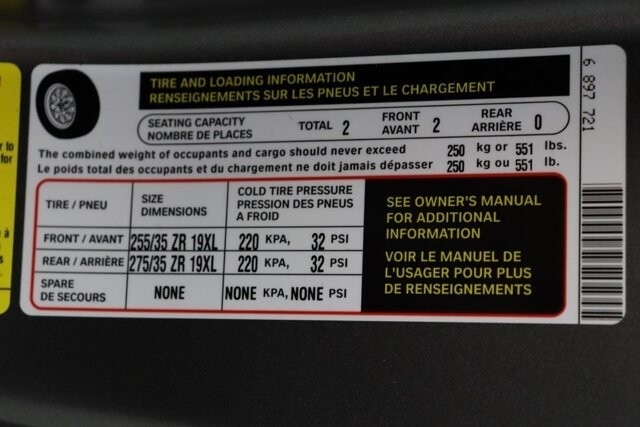 TIRE AND LOADING INFORMATION
RENSEIGNEMENTS SUR LES PNEUS ET LE CHARGEMENT
SEATING CAPACITY
NOMBRE DE PLACES
TOTAL 2
FRONT
AVANT 2
REAR
ARRIÈRE 0
The combined weight of occupants and cargo should never exceed 250 kg or 551 lbs.
Le poids total des occupants et du chargement ne doit jamais dépasser 250 kg ou 551 lb.
TIRE / PNEU
SIZE
DIMENSIONS
COLD TIRE PRESSURE
PRESSION DES PNEUS
A FROID
FRONT / AVANT 255/35 ZR 19XL 220 KPA, 32 PSI
REAR / ARRIÈRE 275/35 ZR 19XL 220 KPA, 32 PSI
SPARE
DE SECOURS NONE NONE KPA, NONE PSI
SEE OWNER'S MANUAL
FOR ADDITIONAL
INFORMATION
VOIR LE MANUEL DE
L'USAGER POUR PLUS
DE RENSEIGNEMENTS
6 897 721
to
for
à